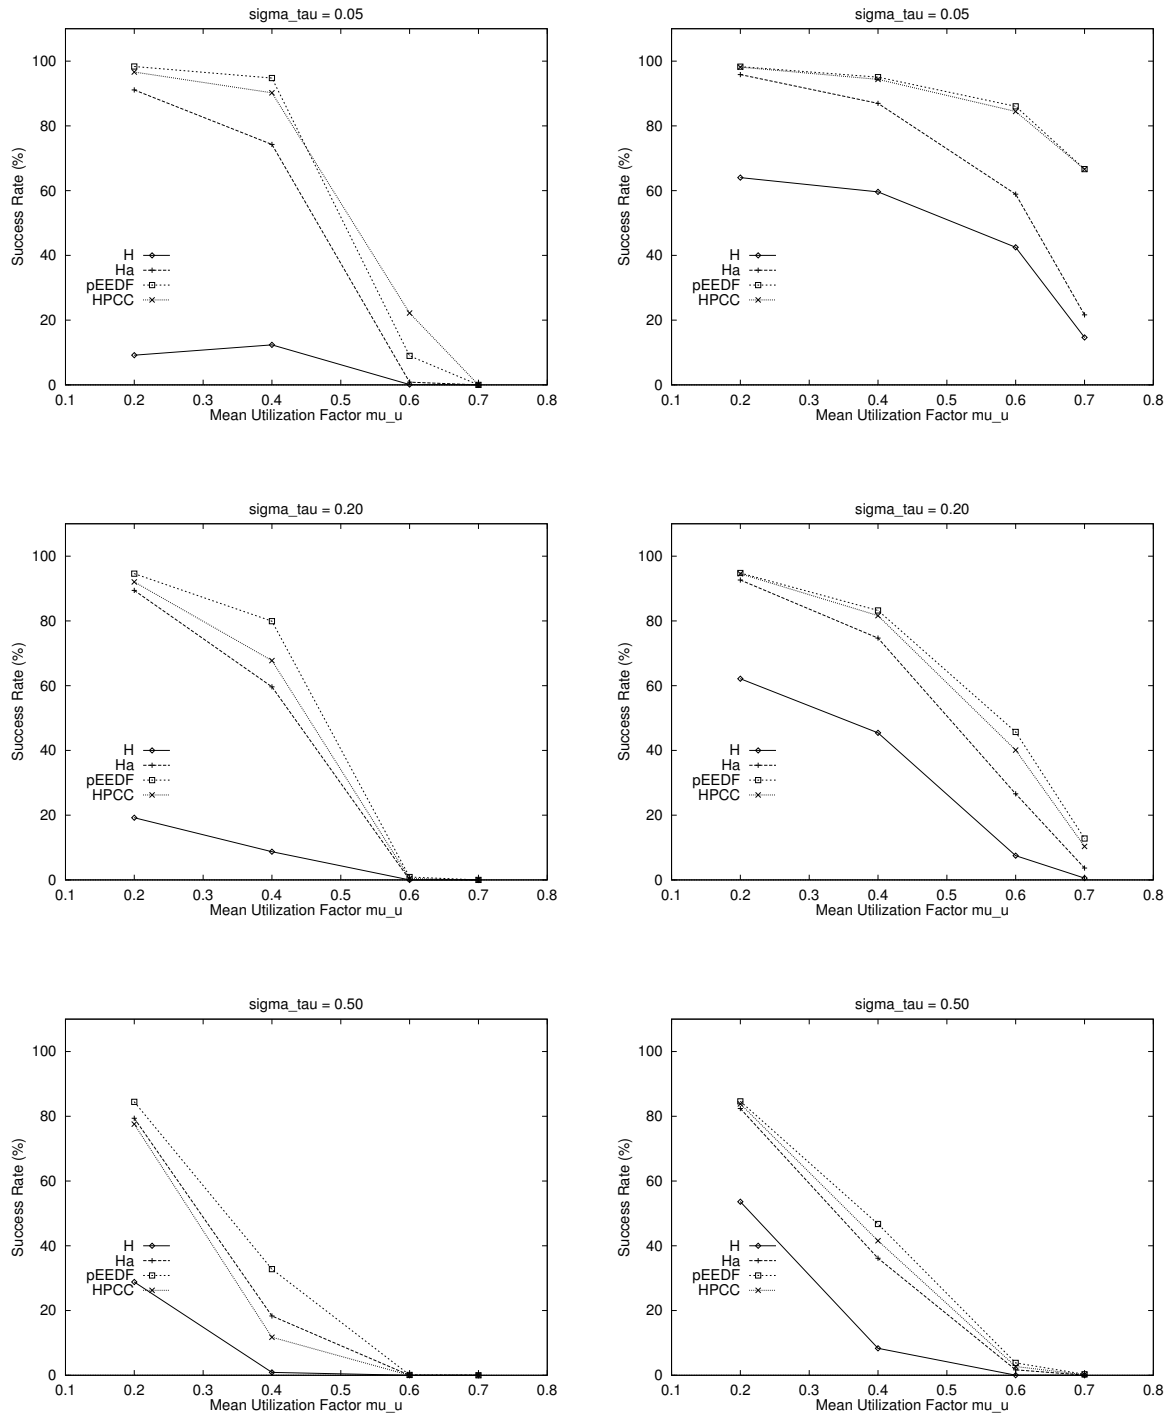 sigma_tau = 0.05
100
80
60
40
20
0
Success Rate (%)
H
Ha
pEEDF
HPCC
0.1 0.2 0.3 0.4 0.5 0.6 0.7 0.8
Mean Utilization Factor mu_u
sigma_tau = 0.05
100
80
60
40
20
0
Success Rate (%)
H
Ha
pEEDF
HPCC
0.1 0.2 0.3 0.4 0.5 0.6 0.7 0.8
Mean Utilization Factor mu_u
sigma_tau = 0.20
100
80
60
40
20
0
Success Rate (%)
H
Ha
pEEDF
HPCC
0.1 0.2 0.3 0.4 0.5 0.6 0.7 0.8
Mean Utilization Factor mu_u
sigma_tau = 0.20
100
80
60
40
20
0
Success Rate (%)
H
Ha
pEEDF
HPCC
0.1 0.2 0.3 0.4 0.5 0.6 0.7 0.8
Mean Utilization Factor mu_u
sigma_tau = 0.50
100
80
60
40
20
0
Success Rate (%)
H
Ha
pEEDF
HPCC
0.1 0.2 0.3 0.4 0.5 0.6 0.7 0.8
Mean Utilization Factor mu_u
sigma_tau = 0.50
100
80
60
40
20
0
Success Rate (%)
H
Ha
pEEDF
HPCC
0.1 0.2 0.3 0.4 0.5 0.6 0.7 0.8
Mean Utilization Factor mu_u